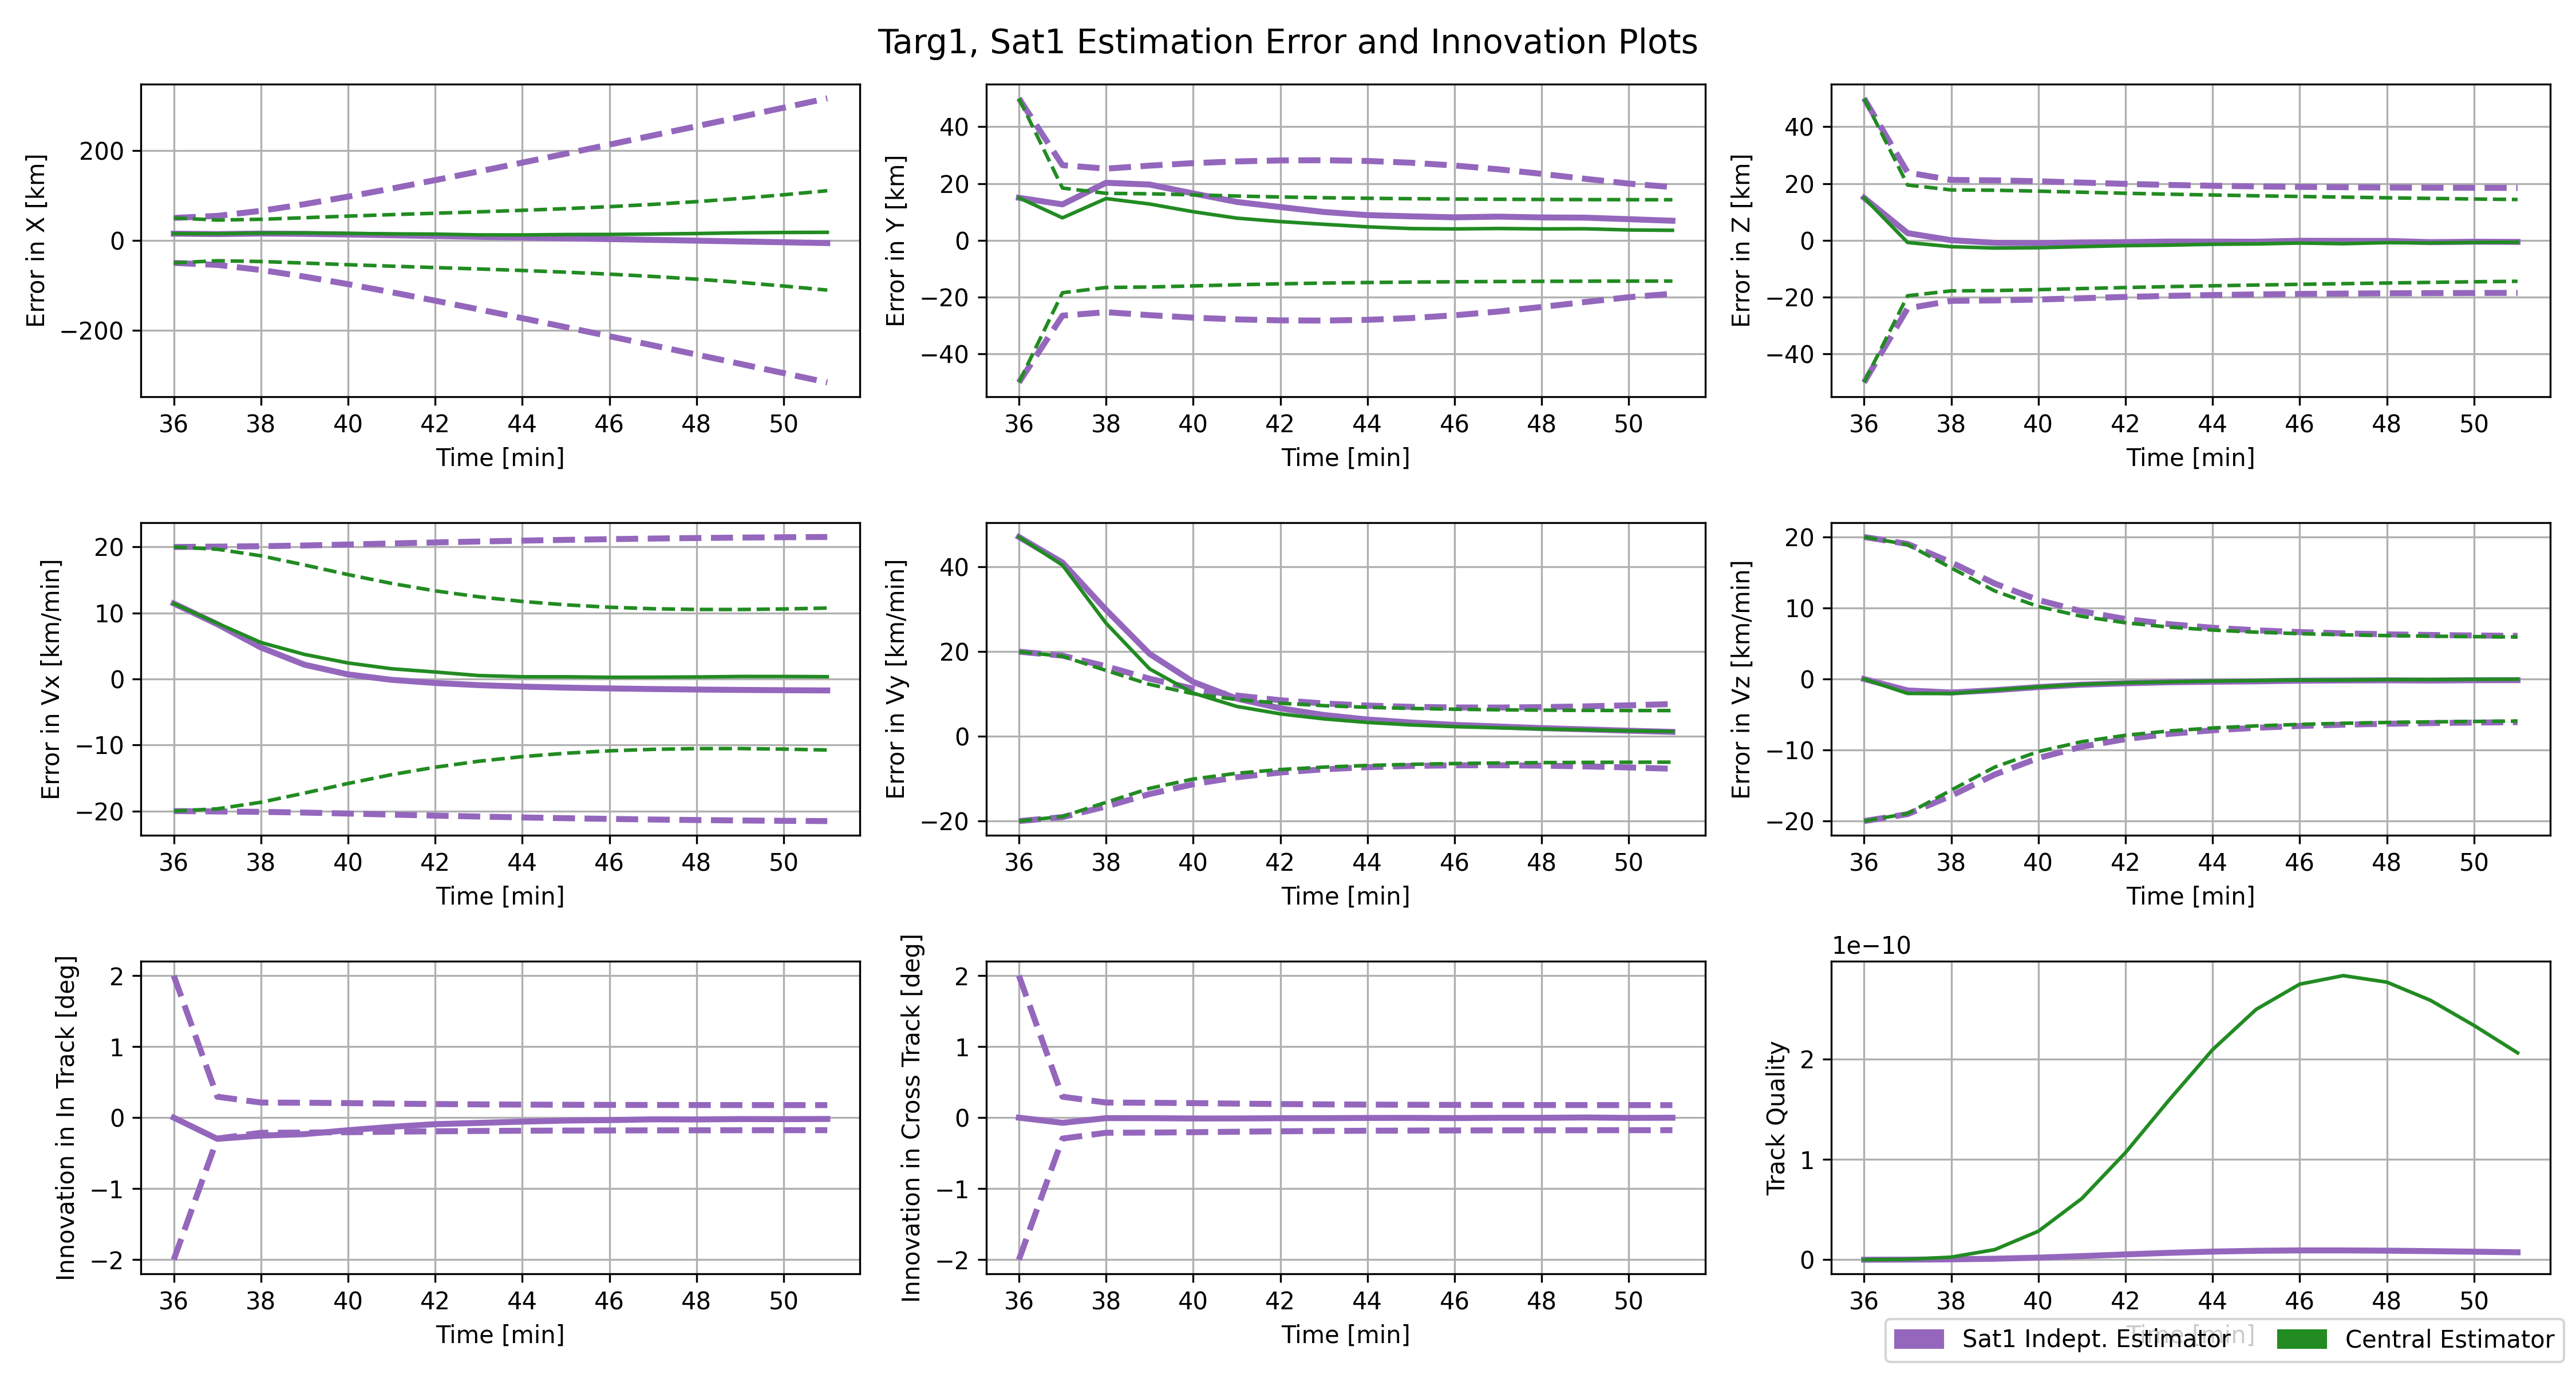 Targ1, Sat1 Estimation Error and Innovation Plots
Error in X [km]
200
0
−200
36 38 40 42 44 46 48 50
Time [min]
Error in Y [km]
40
20
0
−20
−40
36 38 40 42 44 46 48 50
Time [min]
Error in Z [km]
40
20
0
−20
−40
36 38 40 42 44 46 48 50
Time [min]
Error in Vx [km/min]
20
10
0
−10
−20
36 38 40 42 44 46 48 50
Time [min]
Error in Vy [km/min]
40
20
0
−20
36 38 40 42 44 46 48 50
Time [min]
Error in Vz [km/min]
20
10
0
−10
−20
36 38 40 42 44 46 48 50
Time [min]
Innovation in In Track [deg]
2
1
0
−1
−2
36 38 40 42 44 46 48 50
Time [min]
Innovation in Cross Track [deg]
2
1
0
−1
−2
36 38 40 42 44 46 48 50
Time [min]
1e−10
Track Quality
2
1
0
36 38 40 42 44 46 48 50
Time [min]
Sat1 Indept. Estimator
Central Estimator